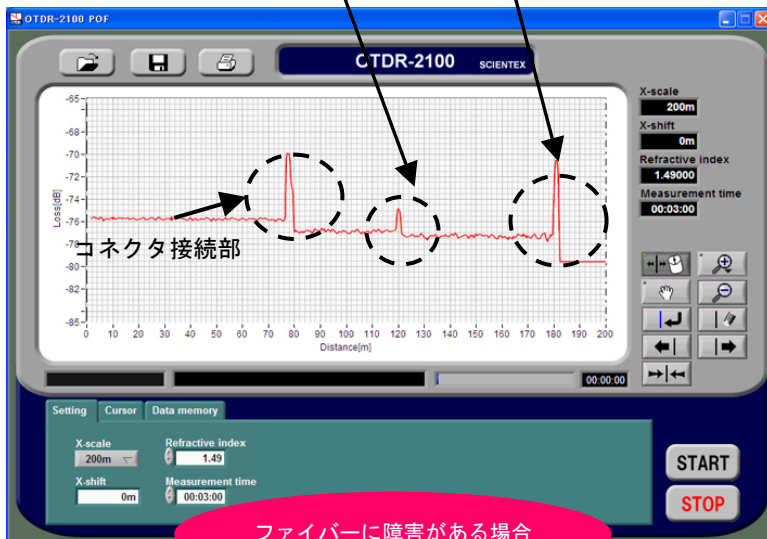 OTDR-2100 POF
OTDR-2100 SCIENTEX
X-scale
200m
X-shift
0m
Refractive index
1.49000
Measurement time
00:03:00
Loss[dB]
-65
-68
-70
-72
-74
-76
-78
-80
-82
-85
コネクタ接続部
0 10 20 30 40 50 60 70 80 90 100 110 120 130 140 150 160 170 180 190 200
Distance[m]
00:00:00
Setting Cursor Data memory
X-scale Refractive index
200m 1.49
X-shift Measurement time
0m 00:03:00
START
STOP
ファイバーに障害がある場合